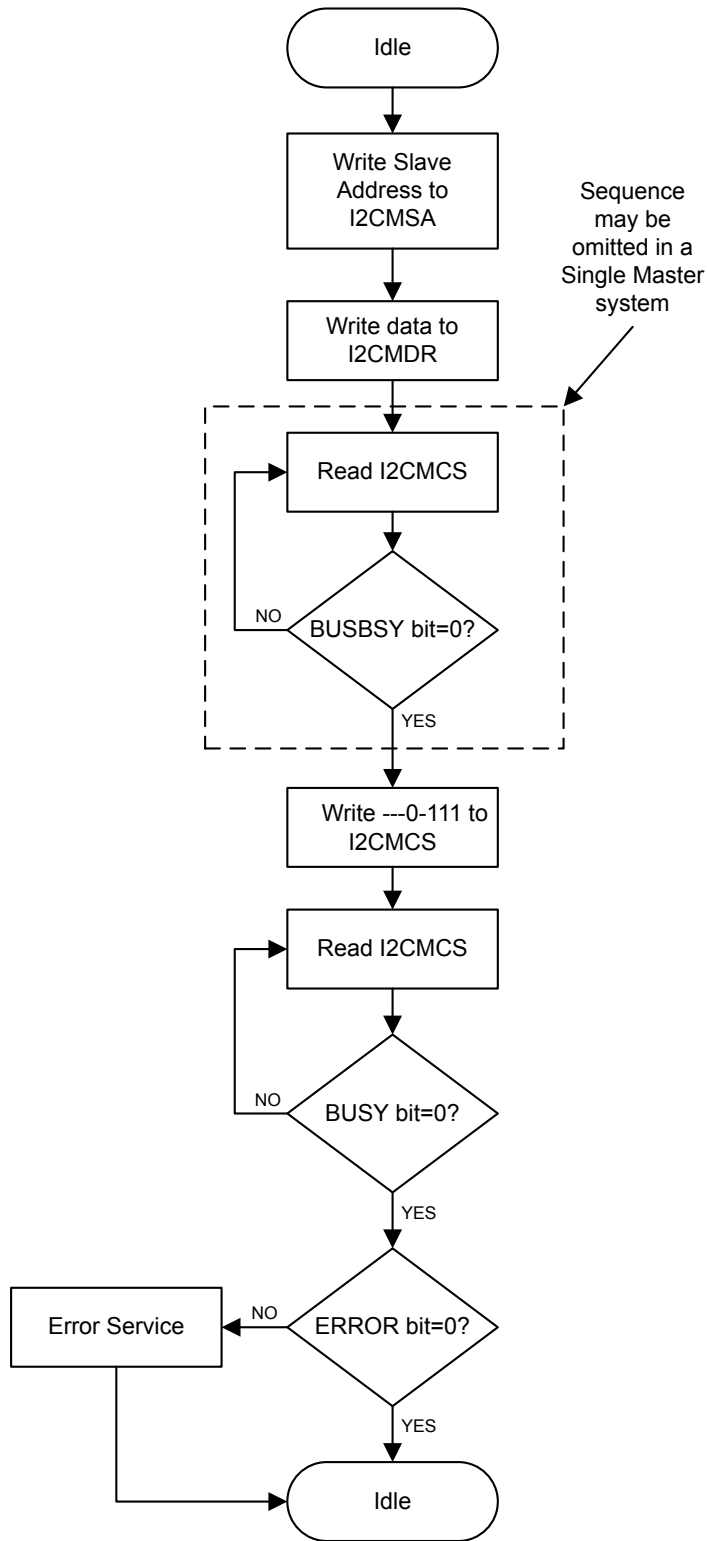 Idle
Write Slave
Address to
I2CMSA
Sequence
may be
omitted in a
Single Master
system
Write data to
I2CMDR
Read I2CMCS
NO
BUSBSY bit=0?
YES
Write ---0-111 to
I2CMCS
Read I2CMCS
NO
BUSY bit=0?
YES
Error Service
NO
ERROR bit=0?
YES
Idle